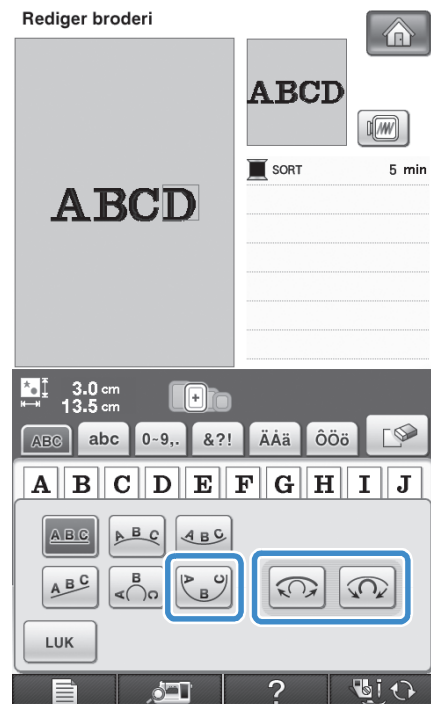 Rediger broderi
ABCD
ABCD
SORT 5 min
3.0 cm
13.5 cm
ABC abc 0~9,. &?! ÄÅä ÔÖö
A B C D E F G H I J
ABC ABC ABC
ABC ABC ABC
LUK
?